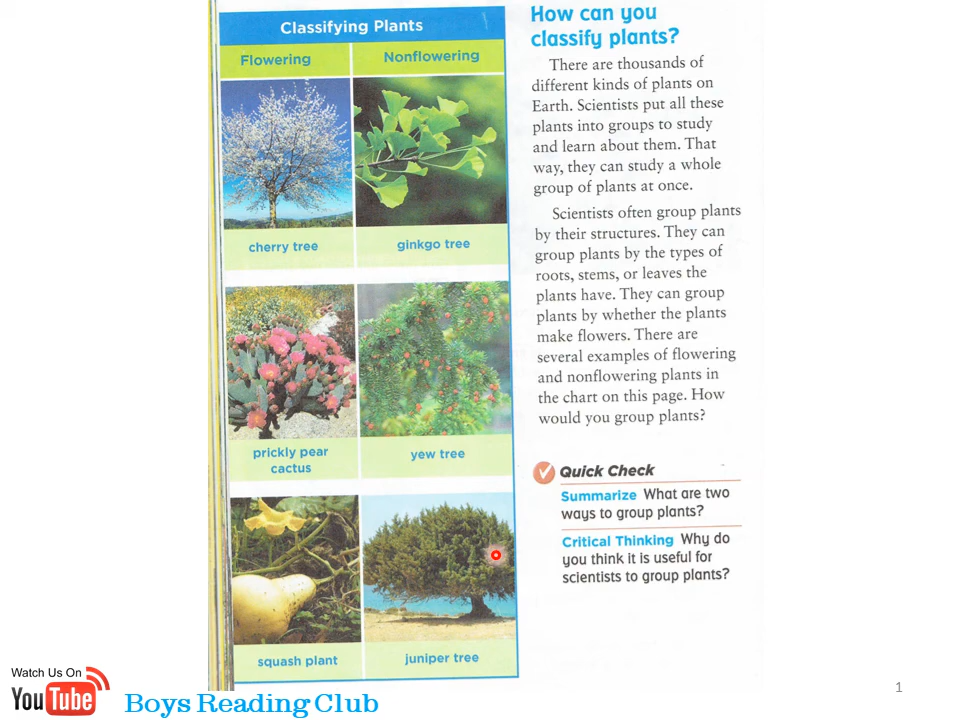 Classifying Plants
Flowering
Nonflowering
cherry tree
ginkgo tree
prickly pear
cactus
yew tree
squash plant
juniper tree
How can you
classify plants?
There are thousands of
different kinds of plants on
Earth. Scientists put all these
plants into groups to study
and learn about them. That
way, they can study a whole
group of plants at once.
Scientists often group plants
by their structures. They can
group plants by the types of
roots, stems, or leaves the
plants have. They can group
plants by whether the plants
make flowers. There are
several examples of flowering
and nonflowering plants in
the chart on this page. How
would you group plants?
Quick Check
Summarize What are two
ways to group plants?
Critical Thinking Why do
you think it is useful for
scientists to group plants?
Watch Us On
YouTube
Boys Reading Club
1